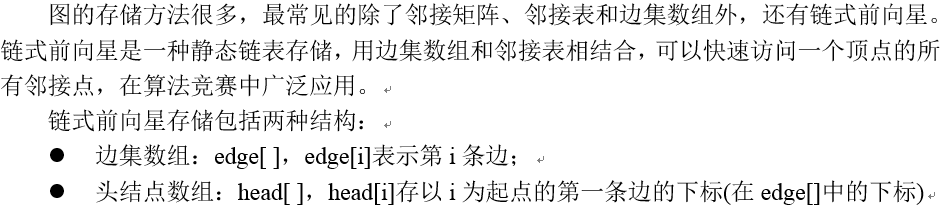 图的存储方法很多，最常见的除了邻接矩阵、邻接表和边集数组外，还有链式前向星。
链式前向星是一种静态链表存储，用边集数组和邻接表相结合，可以快速访问一个顶点的所
有邻接点，在算法竞赛中广泛应用。
链式前向星存储包括两种结构：
● 边集数组：edge[ ]，edge[i]表示第 i 条边；
● 头结点数组：head[ ]，head[i]存以 i 为起点的第一条边的下标(在 edge[]中的下标)